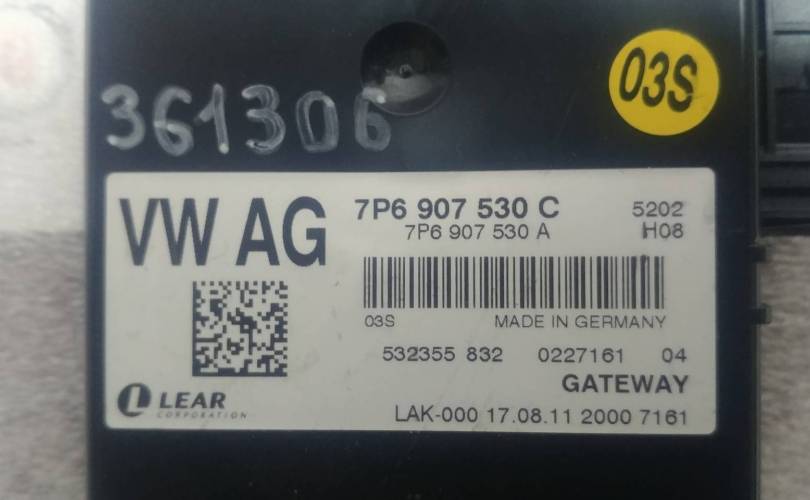 03S
361306
VW AG
7P6 907 530 C 5202
7P6 907 530 A H08
03S MADE IN GERMANY
532355 832 0227161 04
GATEWAY
LEAR
CORPORATION
LAK-000 17.08.11 2000 7161